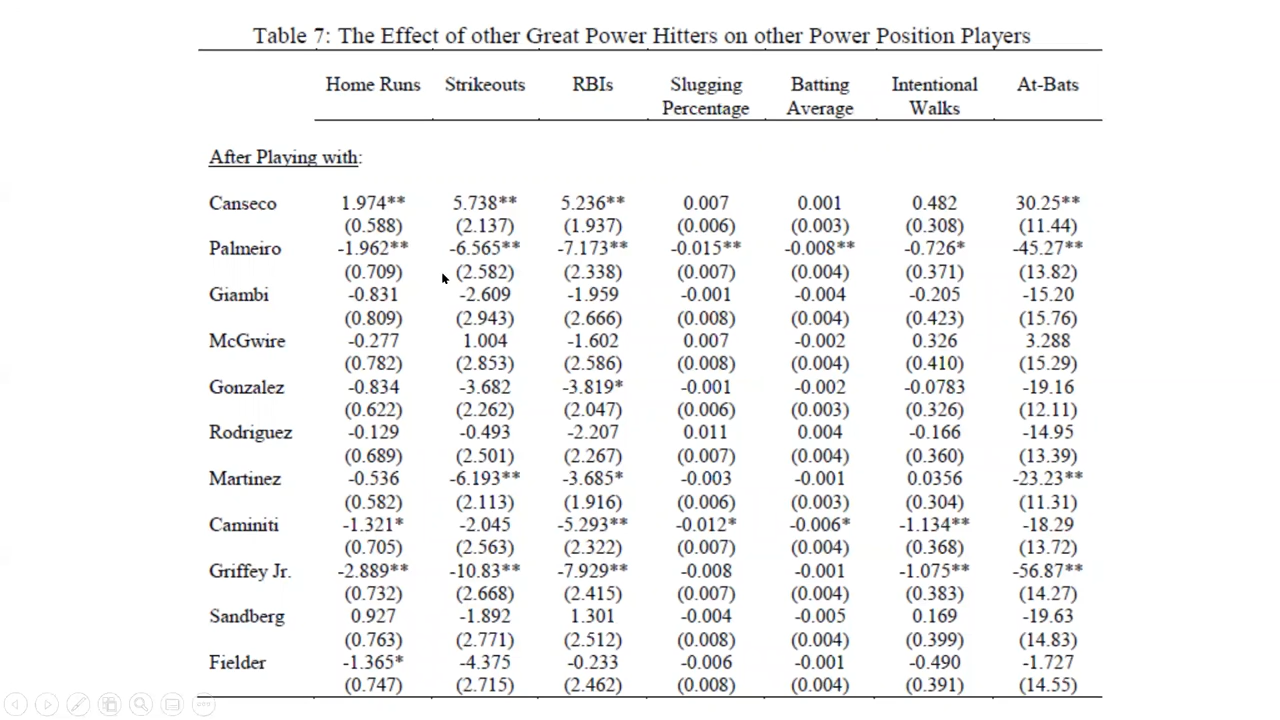 Table 7: The Effect of other Great Power Hitters on other Power Position Players
Home Runs Strikeouts RBIs Slugging Batting Intentional At-Bats
Percentage Average Walks
After Playing with:
Canseco 1.974** 5.738** 5.236** 0.007 0.001 0.482 30.25**
(0.588) (2.137) (1.937) (0.006) (0.003) (0.308) (11.44)
Palmeiro -1.962** -6.565** -7.173** -0.015** -0.008** -0.726* -45.27**
(0.709) (2.582) (2.338) (0.007) (0.004) (0.371) (13.82)
Giambi -0.831 -2.609 -1.959 -0.001 -0.004 -0.205 -15.20
(0.809) (2.943) (2.666) (0.008) (0.004) (0.423) (15.76)
McGwire -0.277 1.004 -1.602 0.007 -0.002 0.326 3.288
(0.782) (2.853) (2.586) (0.008) (0.004) (0.410) (15.29)
Gonzalez -0.834 -3.682 -3.819* -0.001 -0.002 -0.0783 -19.16
(0.622) (2.262) (2.047) (0.006) (0.003) (0.326) (12.11)
Rodriguez -0.129 -0.493 -2.207 0.011 0.004 -0.166 -14.95
(0.689) (2.501) (2.267) (0.007) (0.004) (0.360) (13.39)
Martinez -0.536 -6.193** -3.685* -0.003 -0.001 0.0356 -23.23**
(0.582) (2.113) (1.916) (0.006) (0.003) (0.304) (11.31)
Caminiti -1.321* -2.045 -5.293** -0.012* -0.006* -1.134** -18.29
(0.705) (2.563) (2.322) (0.007) (0.004) (0.368) (13.72)
Griffey Jr. -2.889** -10.83** -7.929** -0.008 -0.001 -1.075** -56.87**
(0.732) (2.668) (2.415) (0.007) (0.004) (0.383) (14.27)
Sandberg 0.927 -1.892 1.301 -0.004 -0.005 0.169 -19.63
(0.763) (2.771) (2.512) (0.008) (0.004) (0.399) (14.83)
Fielder -1.365* -4.375 -0.233 -0.006 -0.001 -0.490 -1.727
(0.747) (2.715) (2.462) (0.008) (0.004) (0.391) (14.55)